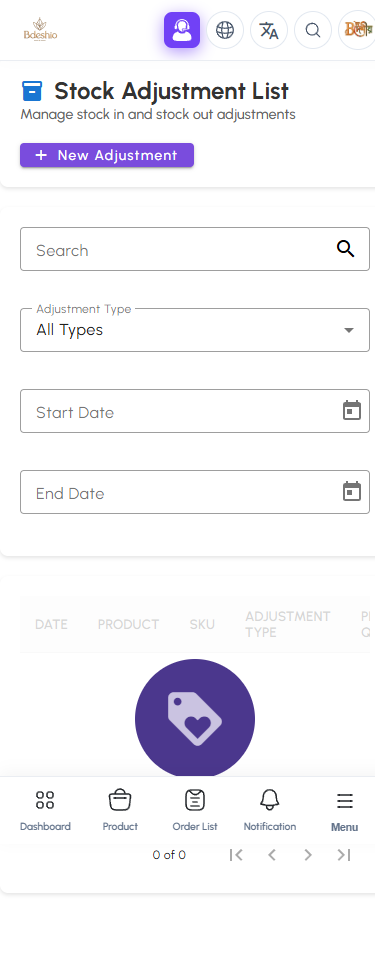 Bdeshio
Stock Adjustment List
Manage stock in and stock out adjustments
+ New Adjustment
Search
Adjustment Type
All Types
Start Date
End Date
DATE PRODUCT SKU ADJUSTMENT TYPE
Dashboard Product Order List Notification Menu
0 of 0